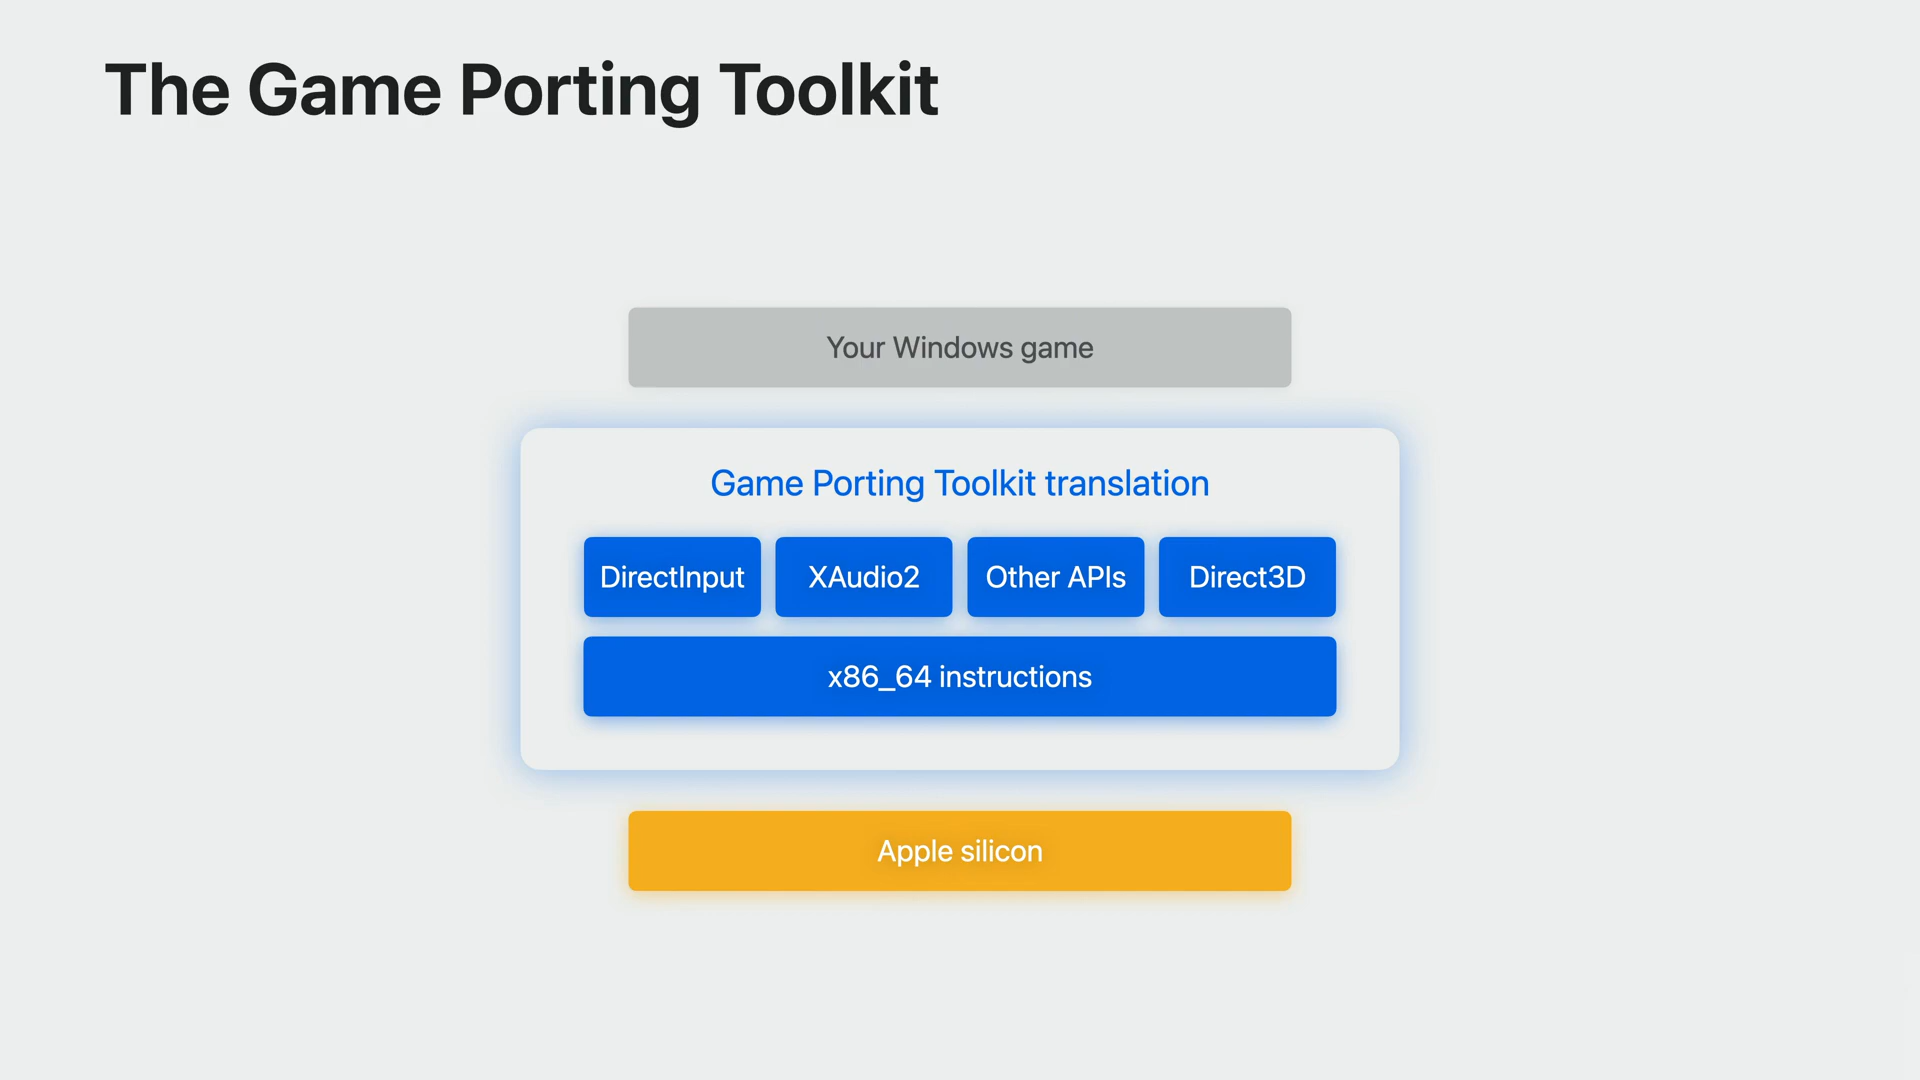 The Game Porting Toolkit
Your Windows game
Game Porting Toolkit translation
DirectInput
XAudio2
Other APIs
Direct3D
x86_64 instructions
Apple silicon